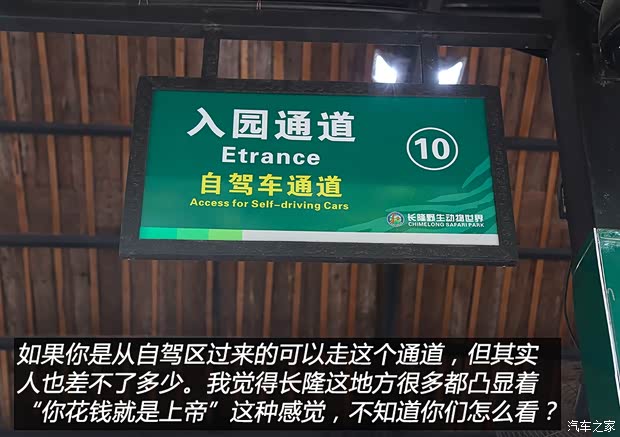 入园通道
Etrance
10
自驾车通道
Access for Self-driving Cars
长隆野生动物世界
CHIMELONG SAFARI PARK
如果你是从自驾区过来的可以走这个通道，但其实
人也差不了多少。我觉得长隆这地方很多都凸显着
“你花钱就是上帝”这种感觉，不知道你们怎么看？
汽车之家